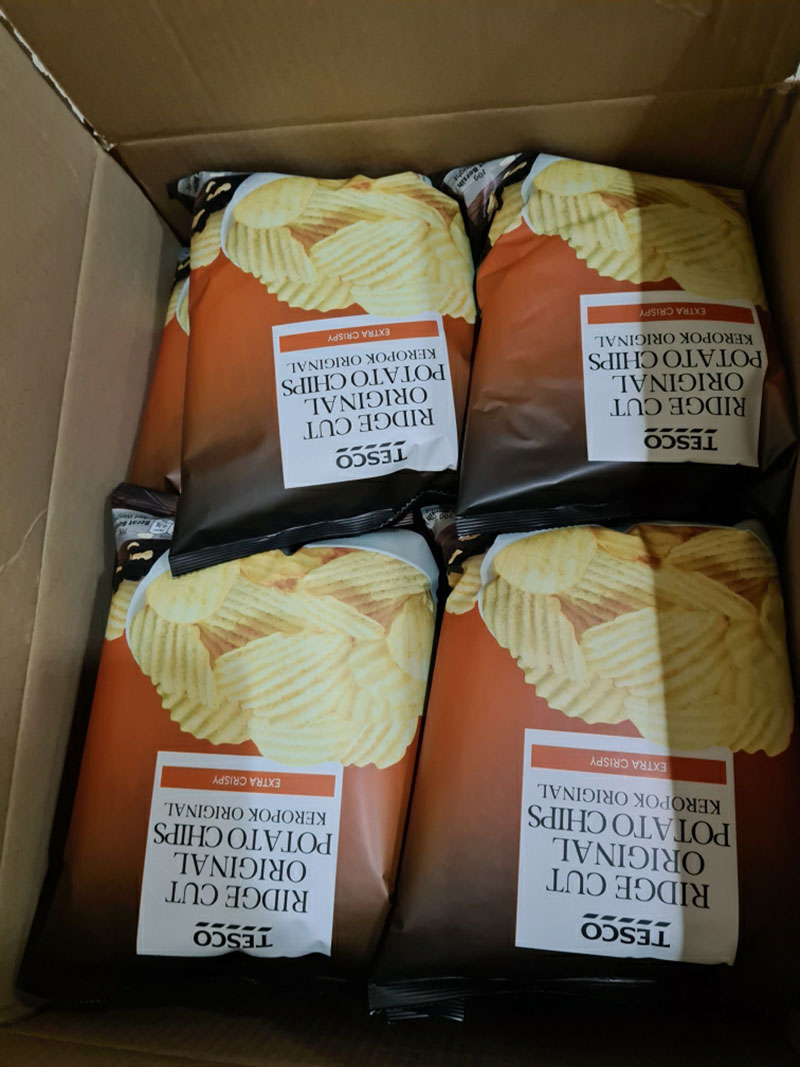 TESCO
RIDGE CUT
ORIGINAL
POTATO CHIPS
KEROPOK ORIGINAL
EXTRA CRISPY
TESCO
RIDGE CUT
ORIGINAL
POTATO CHIPS
KEROPOK ORIGINAL
EXTRA CRISPY
TESCO
RIDGE CUT
ORIGINAL
POTATO CHIPS
KEROPOK ORIGINAL
EXTRA CRISPY
TESCO
RIDGE CUT
ORIGINAL
POTATO CHIPS
KEROPOK ORIGINAL
EXTRA CRISPY